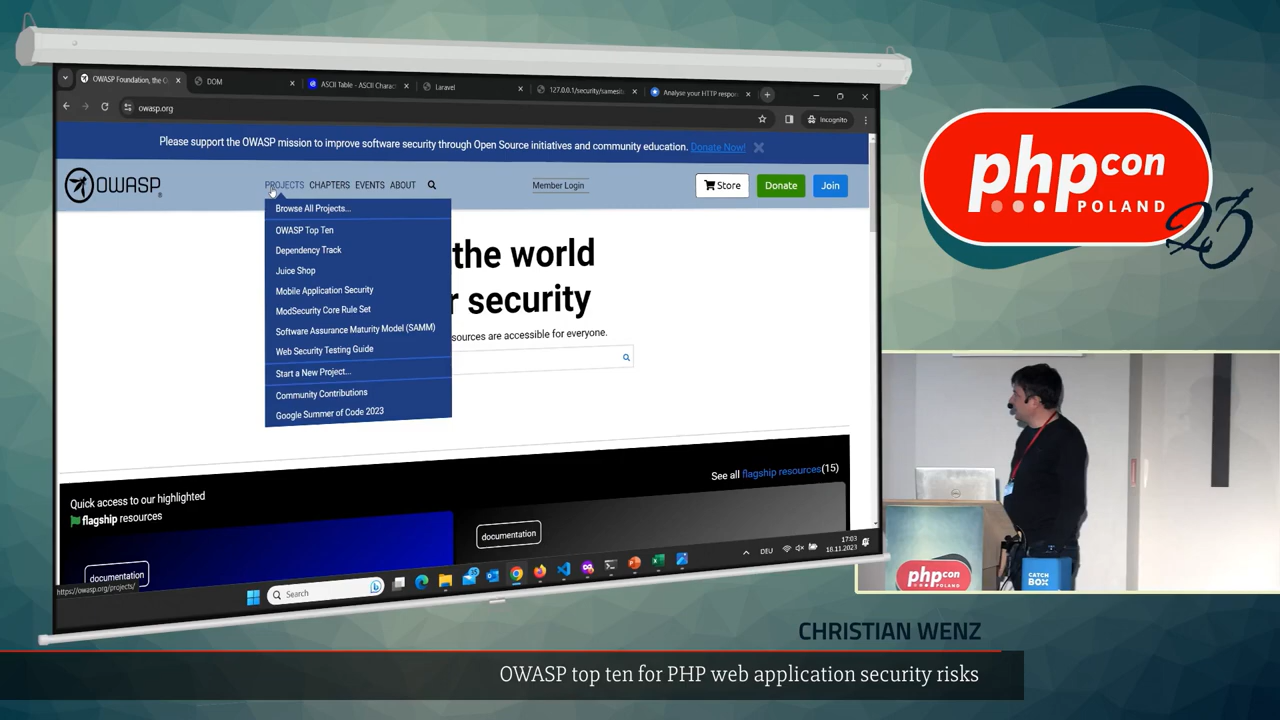 OWASP Foundation, the O
DOM
ASCII Table - ASCII Charac
Laravel
127.0.0.1/security/samesit
Analyse your HTTP respor
owasp.org
Incognito
Please support the OWASP mission to improve software security through Open Source initiatives and community education. Donate Now!
OWASP
PROJECTS CHAPTERS EVENTS ABOUT
Member Login
Store
Donate
Join
Browse All Projects...
OWASP Top Ten
Dependency Track
Juice Shop
Mobile Application Security
ModSecurity Core Rule Set
Software Assurance Maturity Model (SAMM)
Web Security Testing Guide
Start a New Project...
Community Contributions
Google Summer of Code 2023
the world
r security
sources are accessible for everyone.
See all flagship resources(15)
Quick access to our highlighted
flagship resources
documentation
documentation
https://owasp.org/projects/
Search
DEU
17:03
18.11.2023
phpcon
POLAND
23
phpcon
POLAND
CATCH
BOX
CHRISTIAN WENZ
OWASP top ten for PHP web application security risks